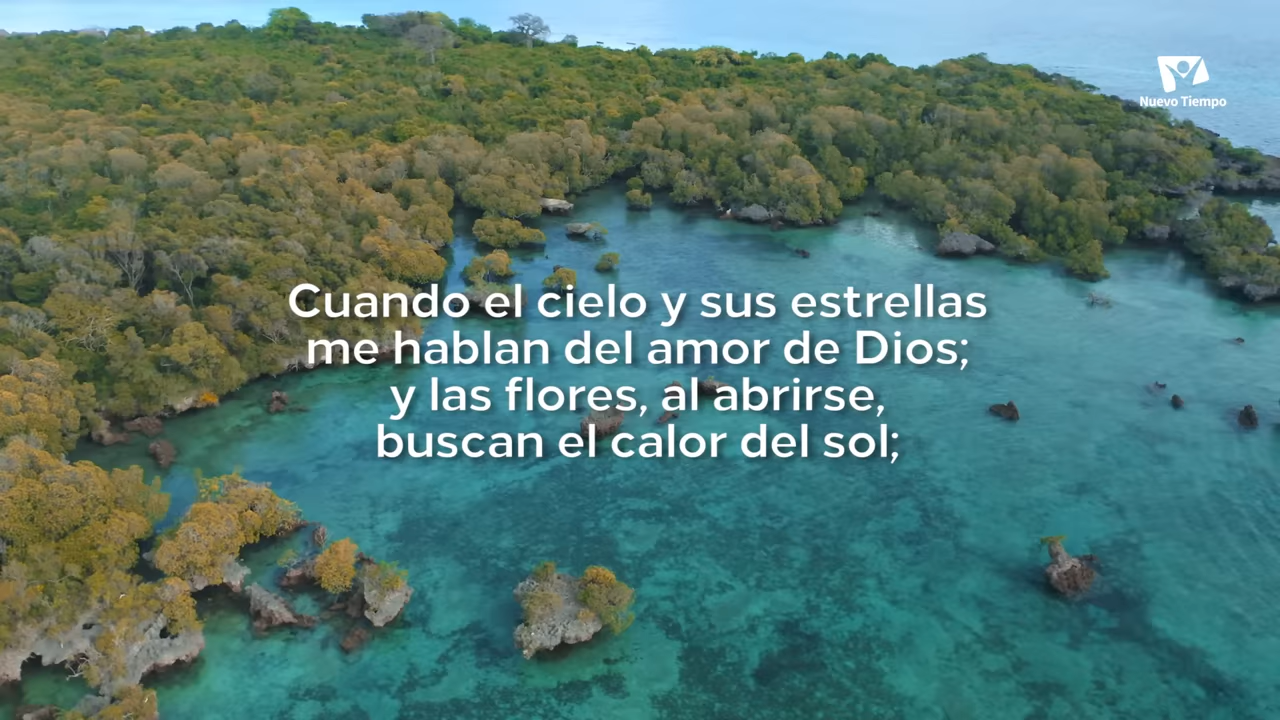 Nuevo Tiempo
Cuando el cielo y sus estrellas
me hablan del amor de Dios;
y las flores, al abrirse,
buscan el calor del sol;